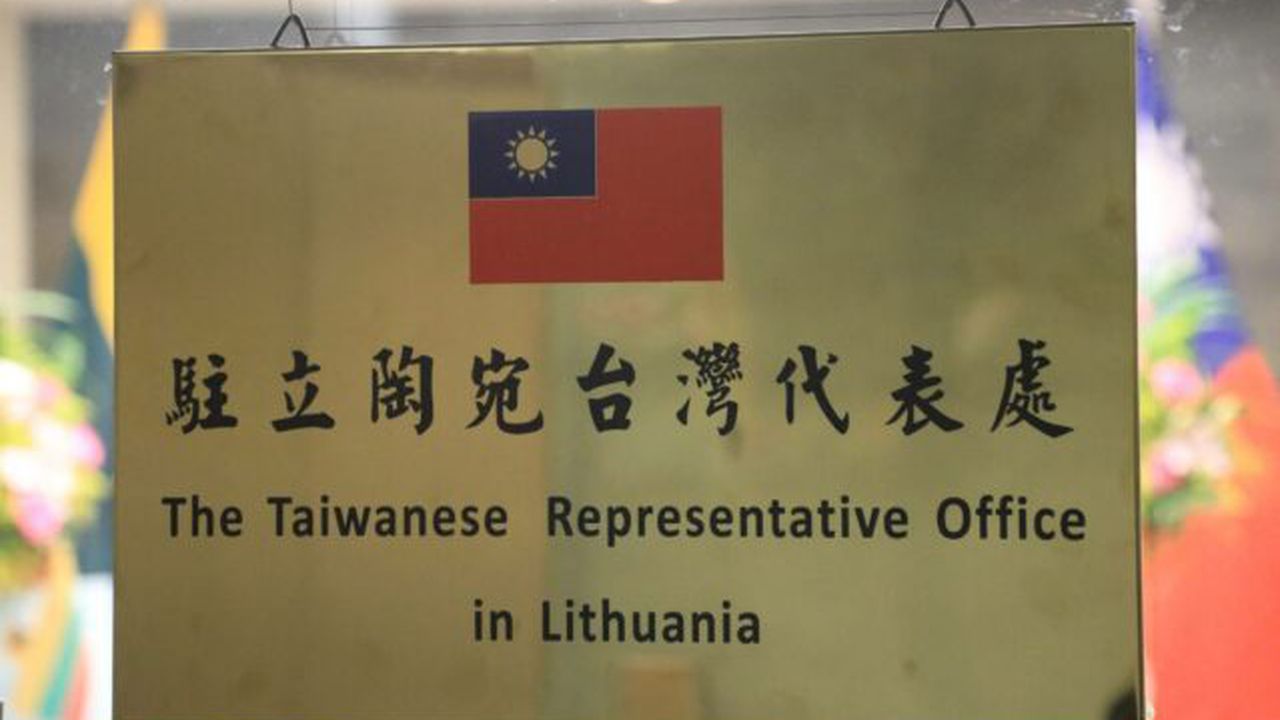 駐立陶宛台灣代表處
The Taiwanese Representative Office
in Lithuania